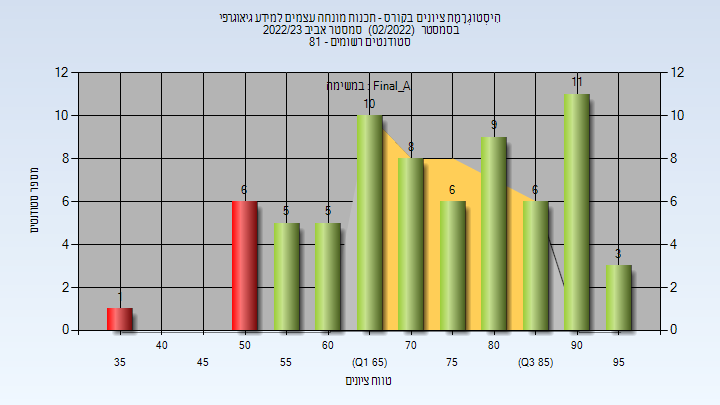 היסטוגרמת ציונים בקורס - תכנות מונחה עצמים למידע גיאוגרפי
בסמסטר (02/2022) סמסטר אביב 2022/23
סטודנטים רשומים - 81
במשימה : Final_A
12 12
11
10 10 10
9
8 8 8
6 6 6 6 6
5 5
4 4
3
2 2
1
0 0
מספר סטודנטים
40 50 60 70 80 90
35 45 55 (Q1 65) 75 (Q3 85) 95
טווח ציונים